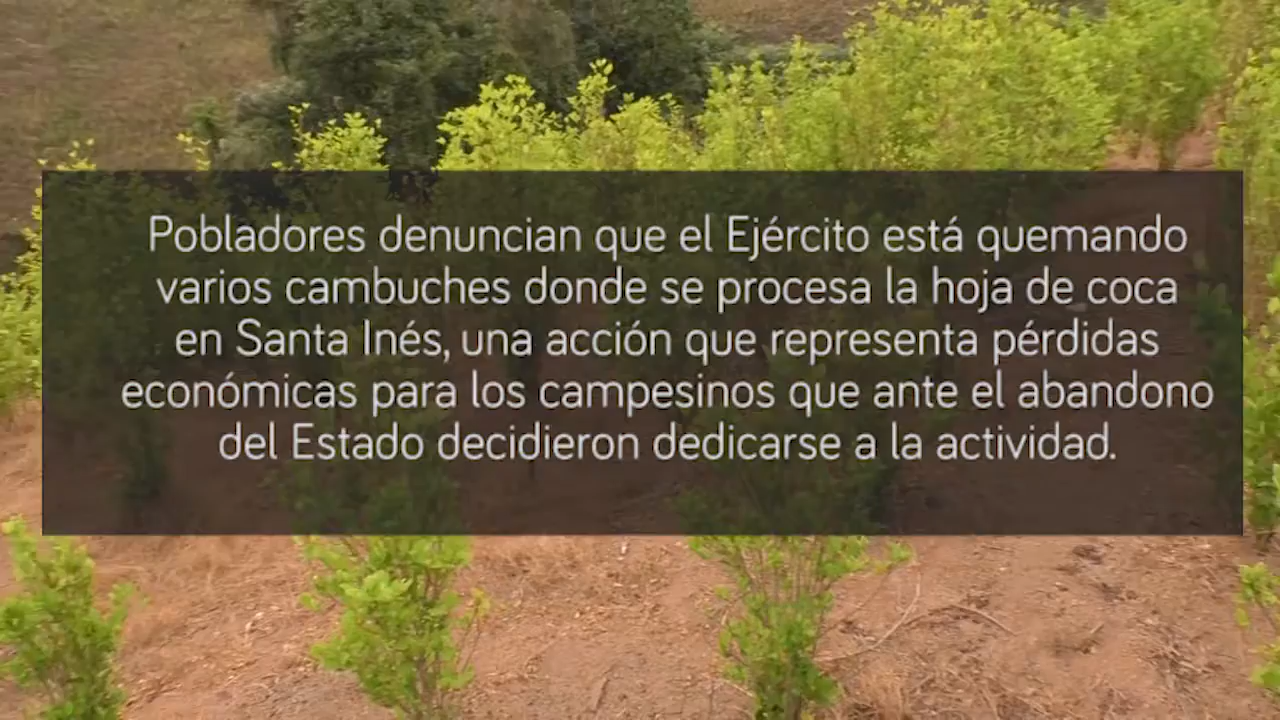 Pobladores denuncian que el Ejército está quemando
varios cambuches donde se procesa la hoja de coca
en Santa Inés, una acción que representa pérdidas
económicas para los campesinos que ante el abandono
del Estado decidieron dedicarse a la actividad.